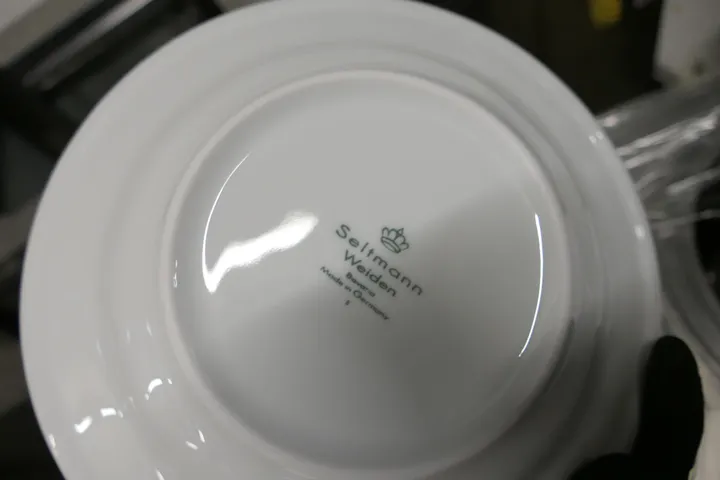 Seltmann
Weiden
Bavaria
Made in Germany